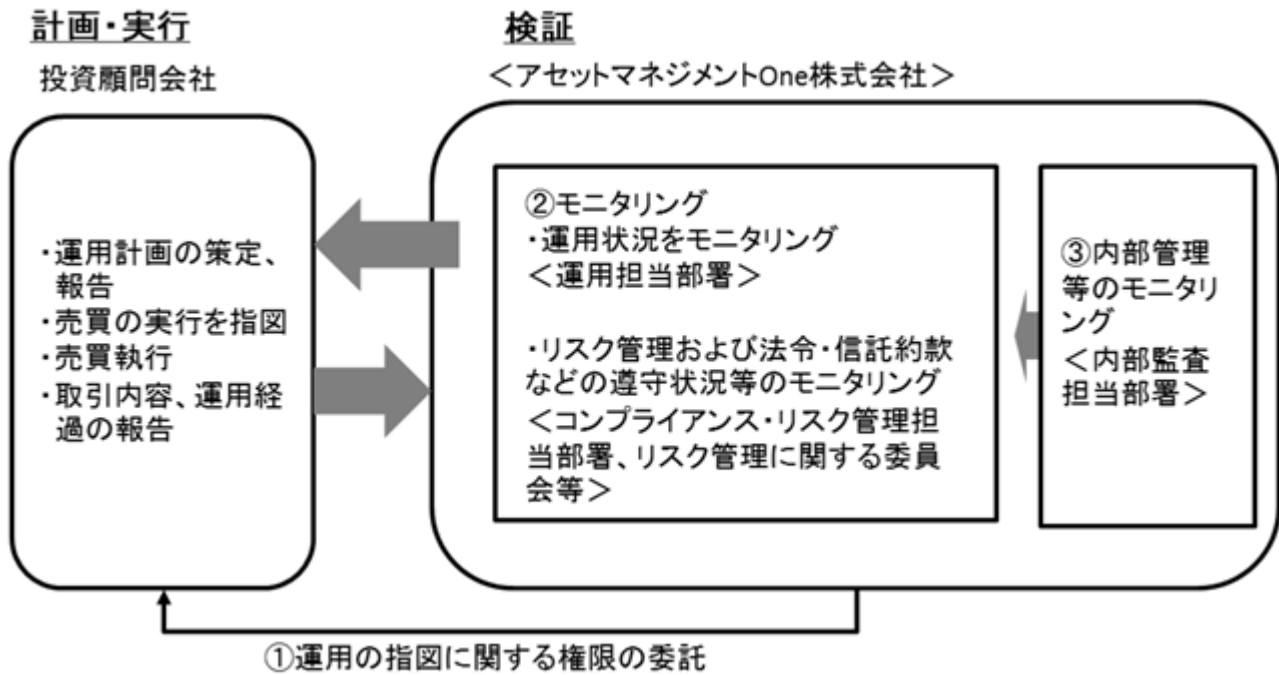 計画・実行
投資顧問会社
・運用計画の策定、
報告
・売買の実行を指図
・売買執行
・取引内容、運用経
過の報告
検証
＜アセットマネジメントOne株式会社＞
②モニタリング
・運用状況をモニタリング
＜運用担当部署＞
・リスク管理および法令・信託約款
などの遵守状況等のモニタリング
＜コンプライアンス・リスク管理担
当部署、リスク管理に関する委員
会等＞
③内部管理
等のモニタリ
ング
＜内部監査
担当部署＞
①運用の指図に関する権限の委託